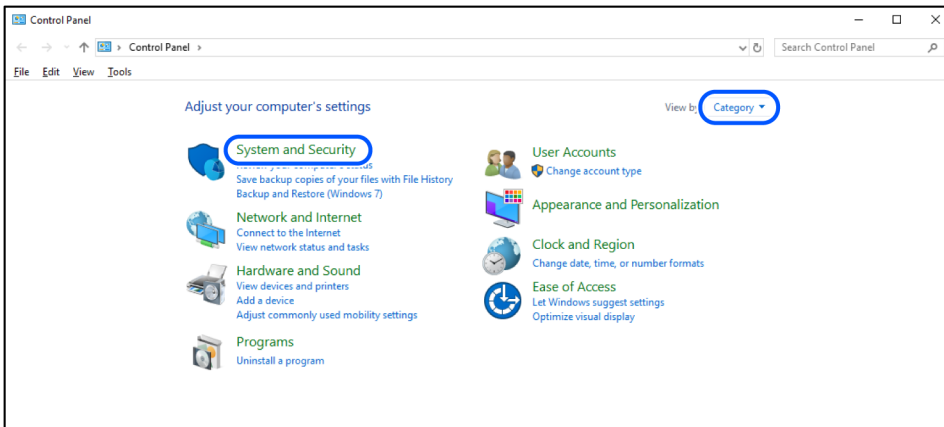 Control Panel
Control Panel
Search Control Panel
File Edit View Tools
Adjust your computer's settings
View by
Category
System and Security
Review your computer's status
Save backup copies of your files with File History
Backup and Restore (Windows 7)
Network and Internet
Connect to the Internet
View network status and tasks
Hardware and Sound
View devices and printers
Add a device
Adjust commonly used mobility settings
Programs
Uninstall a program
User Accounts
Change account type
Appearance and Personalization
Clock and Region
Change date, time, or number formats
Ease of Access
Let Windows suggest settings
Optimize visual display